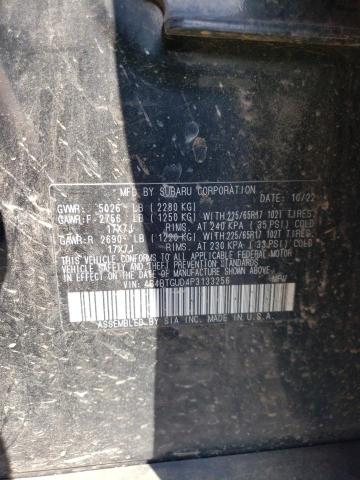 MFD BY SUBARU CORPORATION
DATE: 10/22
GVWR: 5026 LB (2280 KG)
GAWR:F-2756 LB (1250 KG) WITH 225/65R17 102T TIRES,
17X7J RIMS, AT 240 KPA (35 PSI) COLD
GAWR:R 2690 LB (1220 KG) WITH 225/65R17 102T TIRES,
17X7J RIMS, AT 230 KPA (33 PSI) COLD
THIS VEHICLE CONFORMS TO ALL APPLICABLE FEDERAL MOTOR
VEHICLE SAFETY AND THEFT PREVENTION STANDARDS IN
EFFECT ON THE DATE OF MANUFACTURE SHOWN ABOVE.
VIN: 4S4BTGUD4P3133256 MPV
ASSEMBLED BY SIA, INC. MADE IN U.S.A.